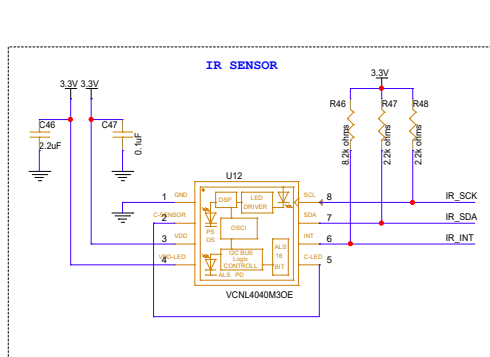 IR SENSOR
3.3V 3.3V
3.3V
C46
C47
R46
R47
R48
2.2uF
0.1uF
8.2k ohms
2.2k ohms
2.2k ohms
U12
1
GND
DSP
LED
DRIVER
SCL
8
IR_SCK
2
C-SENSOR
PS
DS
OSCI
SDA
7
IR_SDA
3
VDD
INT
6
IR_INT
4
VDD-LED
I2C BUS
Logic
CONTROLL
ALS
16
BIT
C-LED
5
ALS PD
VCNL4040M3OE